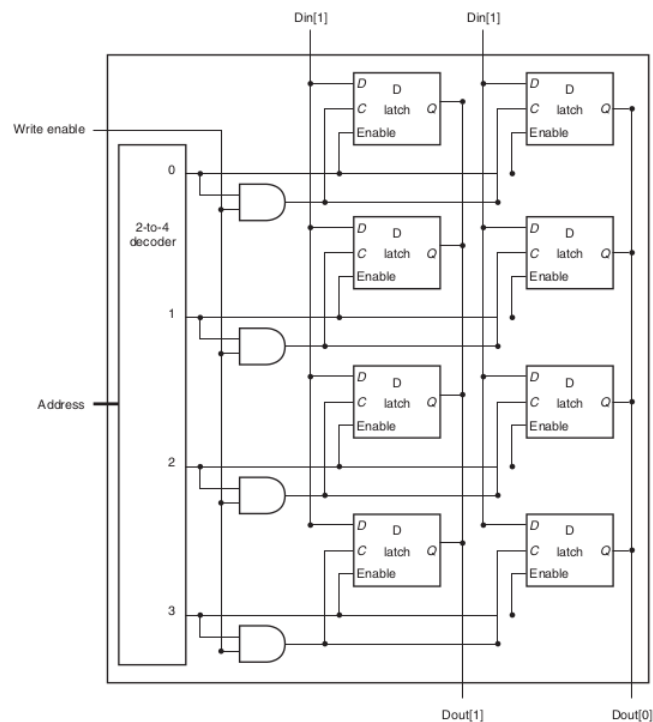 Din[1] Din[1]
D D
C latch Q
Enable
D D
C latch Q
Enable
Write enable
0
2-to-4
decoder
D D
C latch Q
Enable
D D
C latch Q
Enable
1
Address
D D
C latch Q
Enable
D D
C latch Q
Enable
2
D D
C latch Q
Enable
D D
C latch Q
Enable
3
Dout[1] Dout[0]